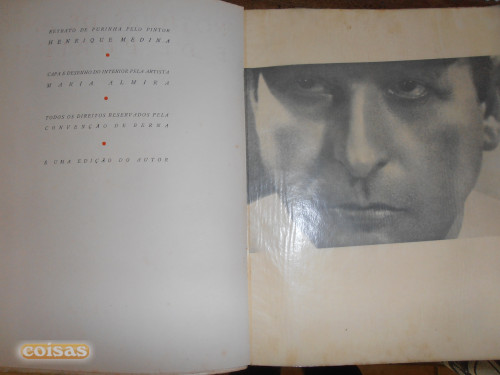 RETRATO DE FURINHA PELO PINTOR
HENRIQUE MEDINA
CAPA E DESENHO DO INTERIOR PELA ARTISTA
MARIA ALMIRA
TODOS OS DIREITOS RESERVADOS PELA
CONVENÇÃO DE BERNA
É UMA EDIÇÃO DO AUTOR
coisas